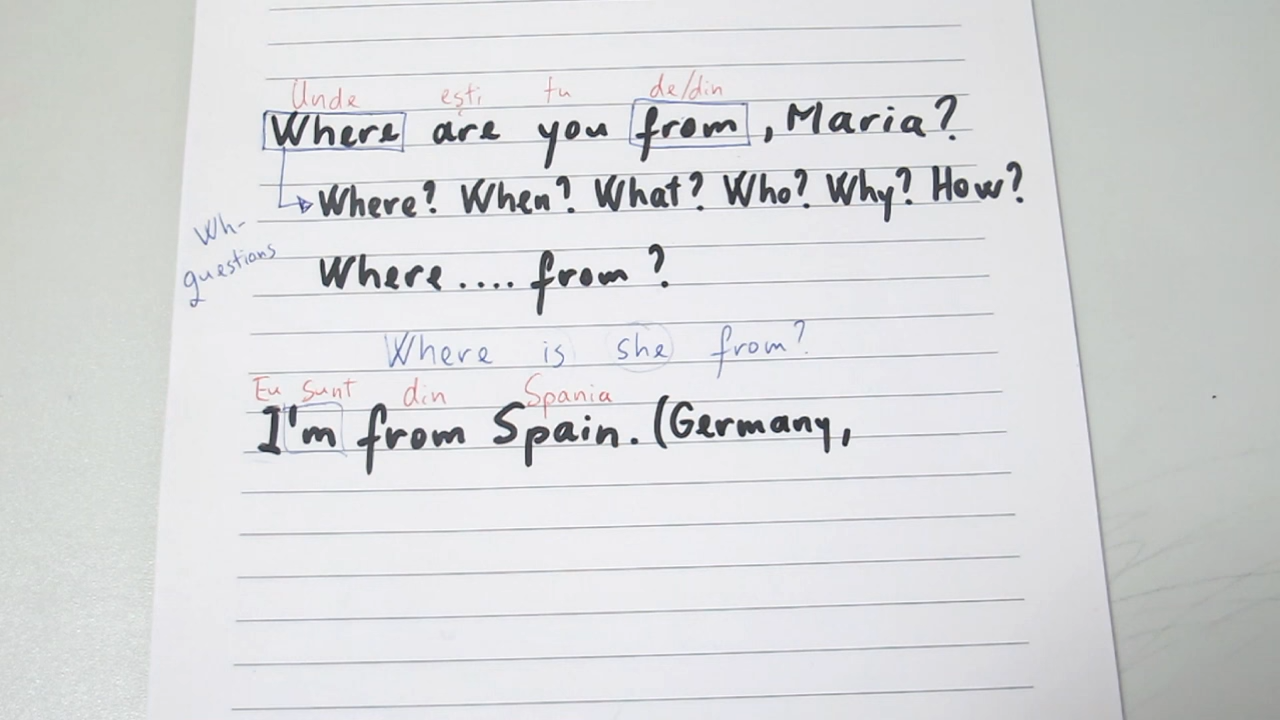 Unde ești tu de/din
Where are you from, Maria?
Where? When? What? Who? Why? How?
Wh-
questions
Where .... from?
Where is she from?
Eu sunt din Spania
I'm from Spain. (Germany,